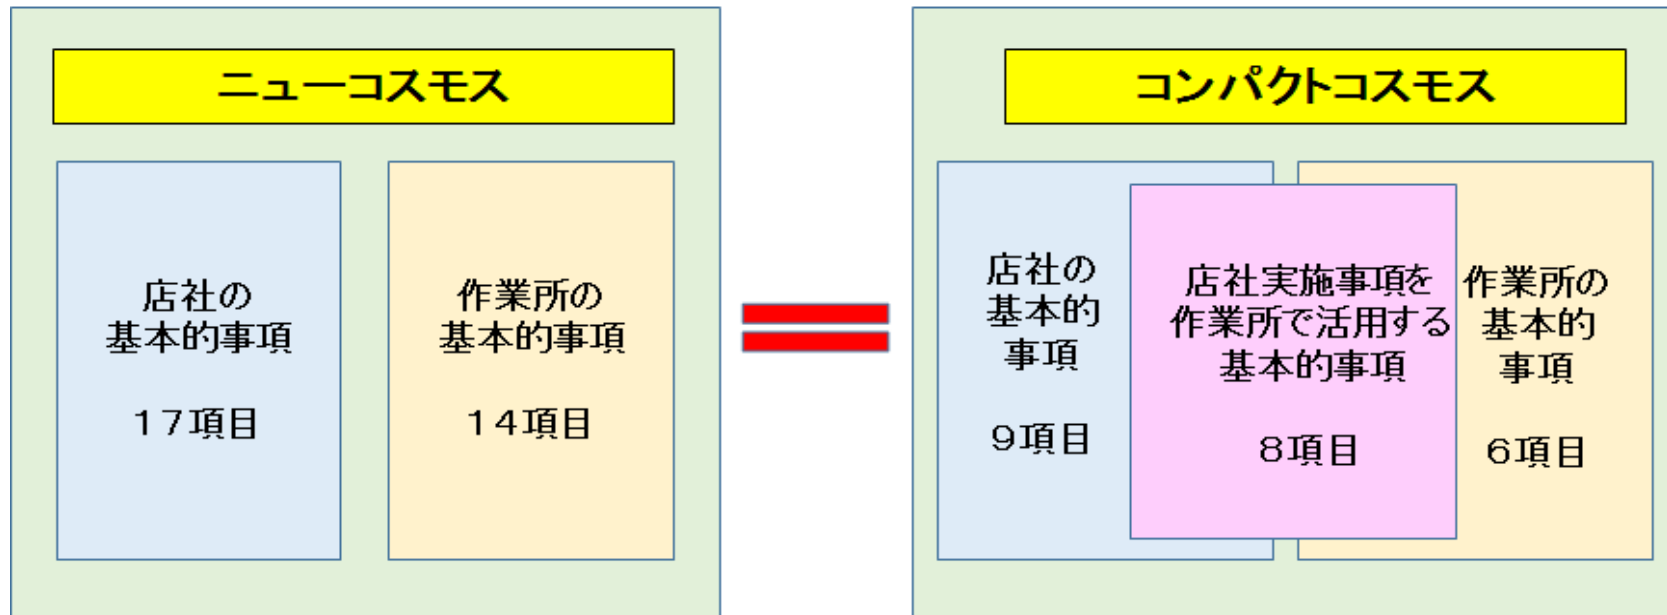 ニューコスモス
店社の
基本的事項
１７項目
作業所の
基本的事項
１４項目
コンパクトコスモス
店社の
基本的
事項
９項目
店社実施事項を
作業所で活用する
基本的事項
８項目
作業所の
基本的
事項
６項目